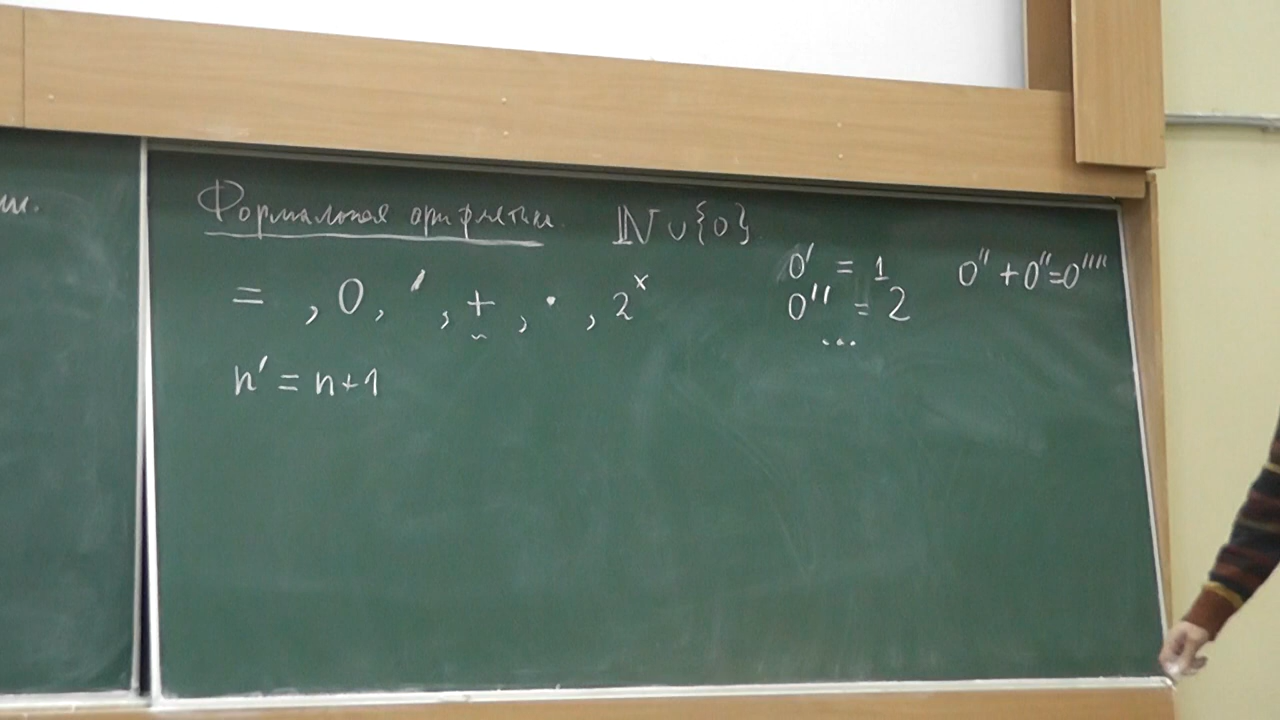 Формальная арифметика. ℕ ∪ {0}
=, 0, ′, +, ·, 2ˣ
n′ = n+1
0′ = 1
0′′ = 2
...
0′′ + 0′′ = 0′′′′